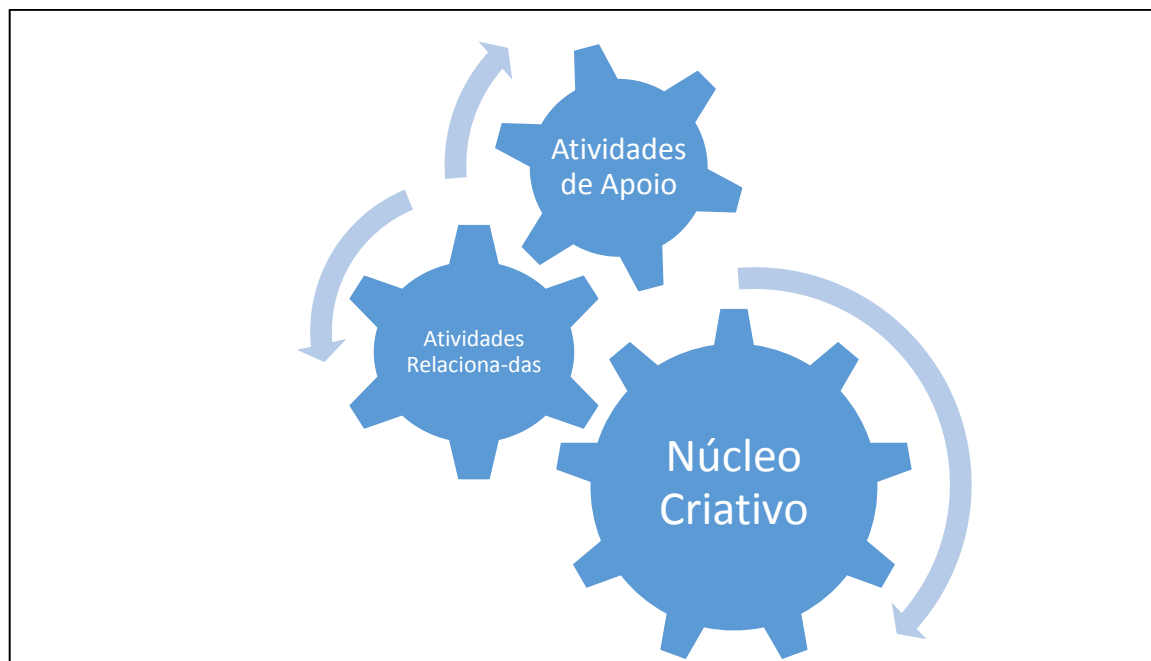 Atividades
de Apoio
Atividades
Relaciona-das
Núcleo
Criativo